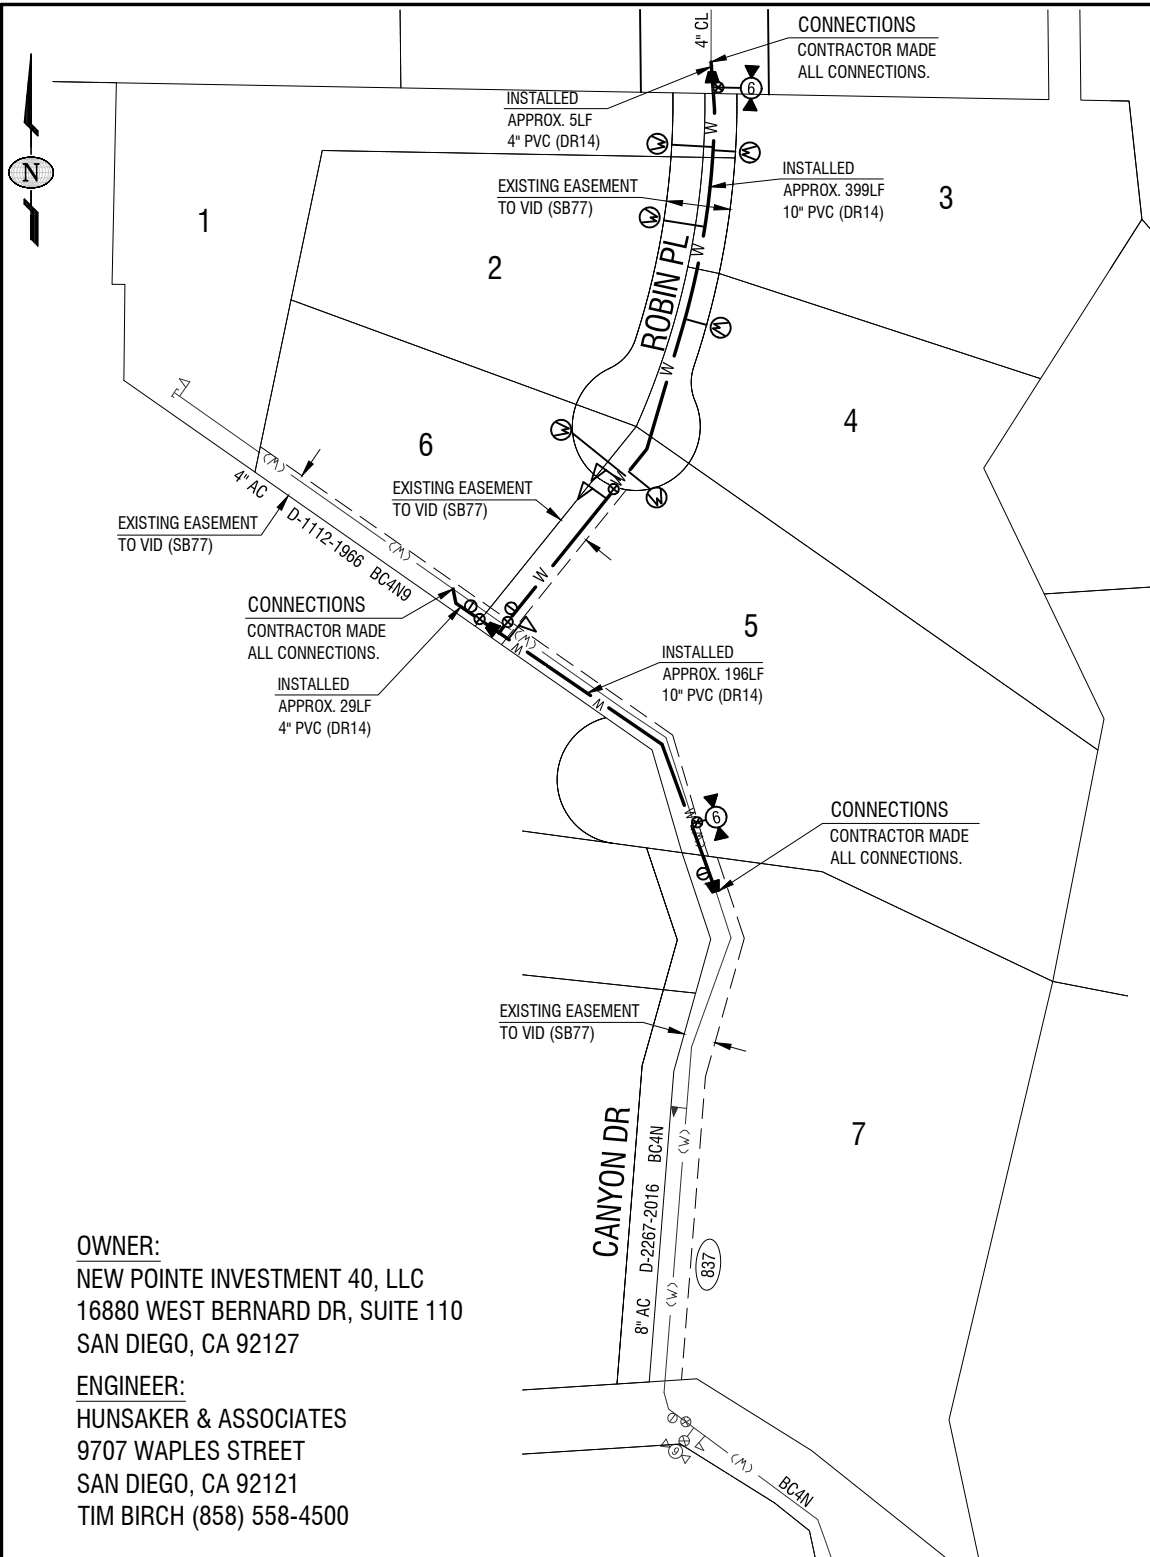 4" CL
CONNECTIONS
CONTRACTOR MADE
ALL CONNECTIONS.
6
INSTALLED
APPROX. 5LF
4" PVC (DR14)
W
W
W
INSTALLED
APPROX. 399LF
10" PVC (DR14)
N
EXISTING EASEMENT
TO VID (SB77)
1
2
3
W
W
ROBIN PL
W
W
4
6
W
W
W
W
(W)
4" AC D-1112-1966 BC4N9
(W)
EXISTING EASEMENT
TO VID (SB77)
EXISTING EASEMENT
TO VID (SB77)
W
CONNECTIONS
CONTRACTOR MADE
ALL CONNECTIONS.
5
(W)
W
INSTALLED
APPROX. 196LF
10" PVC (DR14)
INSTALLED
APPROX. 29LF
4" PVC (DR14)
W
W
6
(W)
CONNECTIONS
CONTRACTOR MADE
ALL CONNECTIONS.
EXISTING EASEMENT
TO VID (SB77)
7
CANYON DR
8" AC D-2267-2016 BC4N
(W)
(W)
837
OWNER:
NEW POINTE INVESTMENT 40, LLC
16880 WEST BERNARD DR, SUITE 110
SAN DIEGO, CA 92127
ENGINEER:
HUNSAKER & ASSOCIATES
9707 WAPLES STREET
SAN DIEGO, CA 92121
TIM BIRCH (858) 558-4500
6
(W)
BC4N